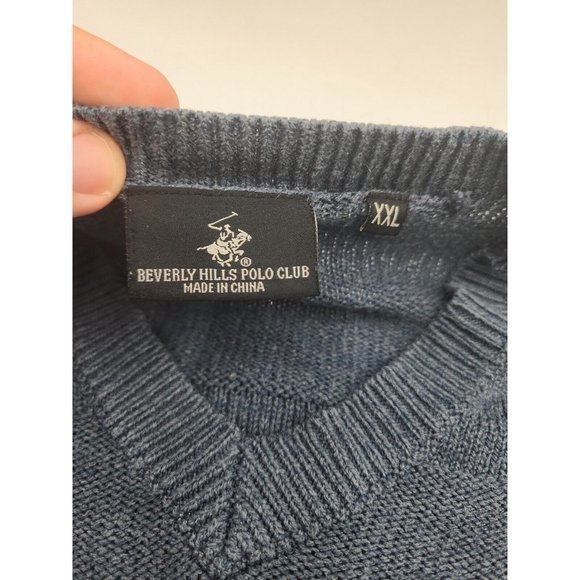 BEVERLY HILLS POLO CLUB
MADE IN CHINA
XXL
®